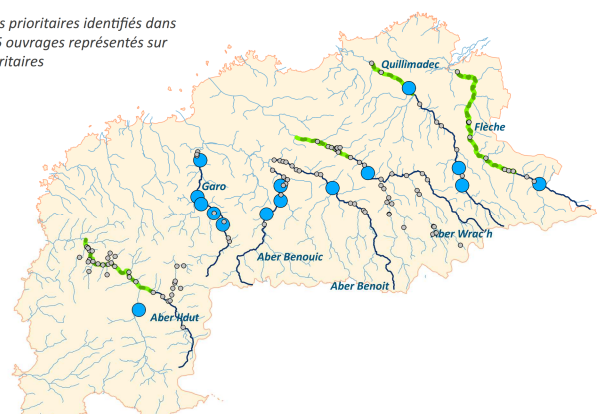 s prioritaires identifiés dans
5 ouvrages représentés sur
ritaires
Quillimadec
Flèche
Garo
Aber Wrac'h
Aber Benouic
Aber Benoit
Aber Ildut